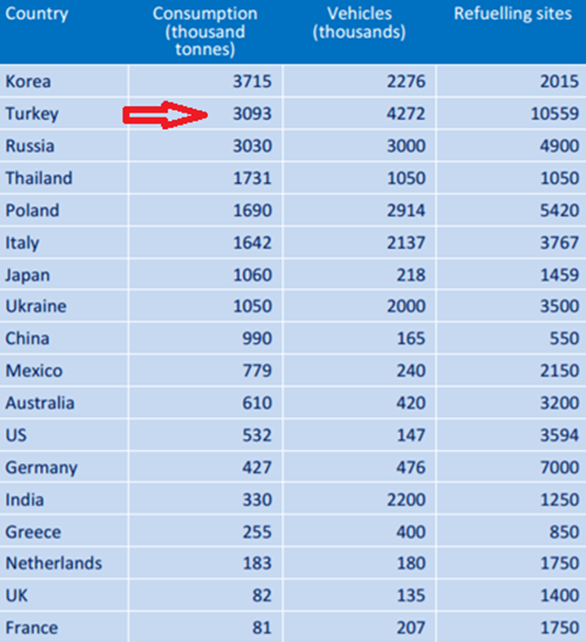 Country Consumption (thousand tonnes) Vehicles (thousands) Refuelling sites
Korea 3715 2276 2015
Turkey 3093 4272 10559
Russia 3030 3000 4900
Thailand 1731 1050 1050
Poland 1690 2914 5420
Italy 1642 2137 3767
Japan 1060 218 1459
Ukraine 1050 2000 3500
China 990 165 550
Mexico 779 240 2150
Australia 610 420 3200
US 532 147 3594
Germany 427 476 7000
India 330 2200 1250
Greece 255 400 850
Netherlands 183 180 1750
UK 82 135 1400
France 81 207 1750